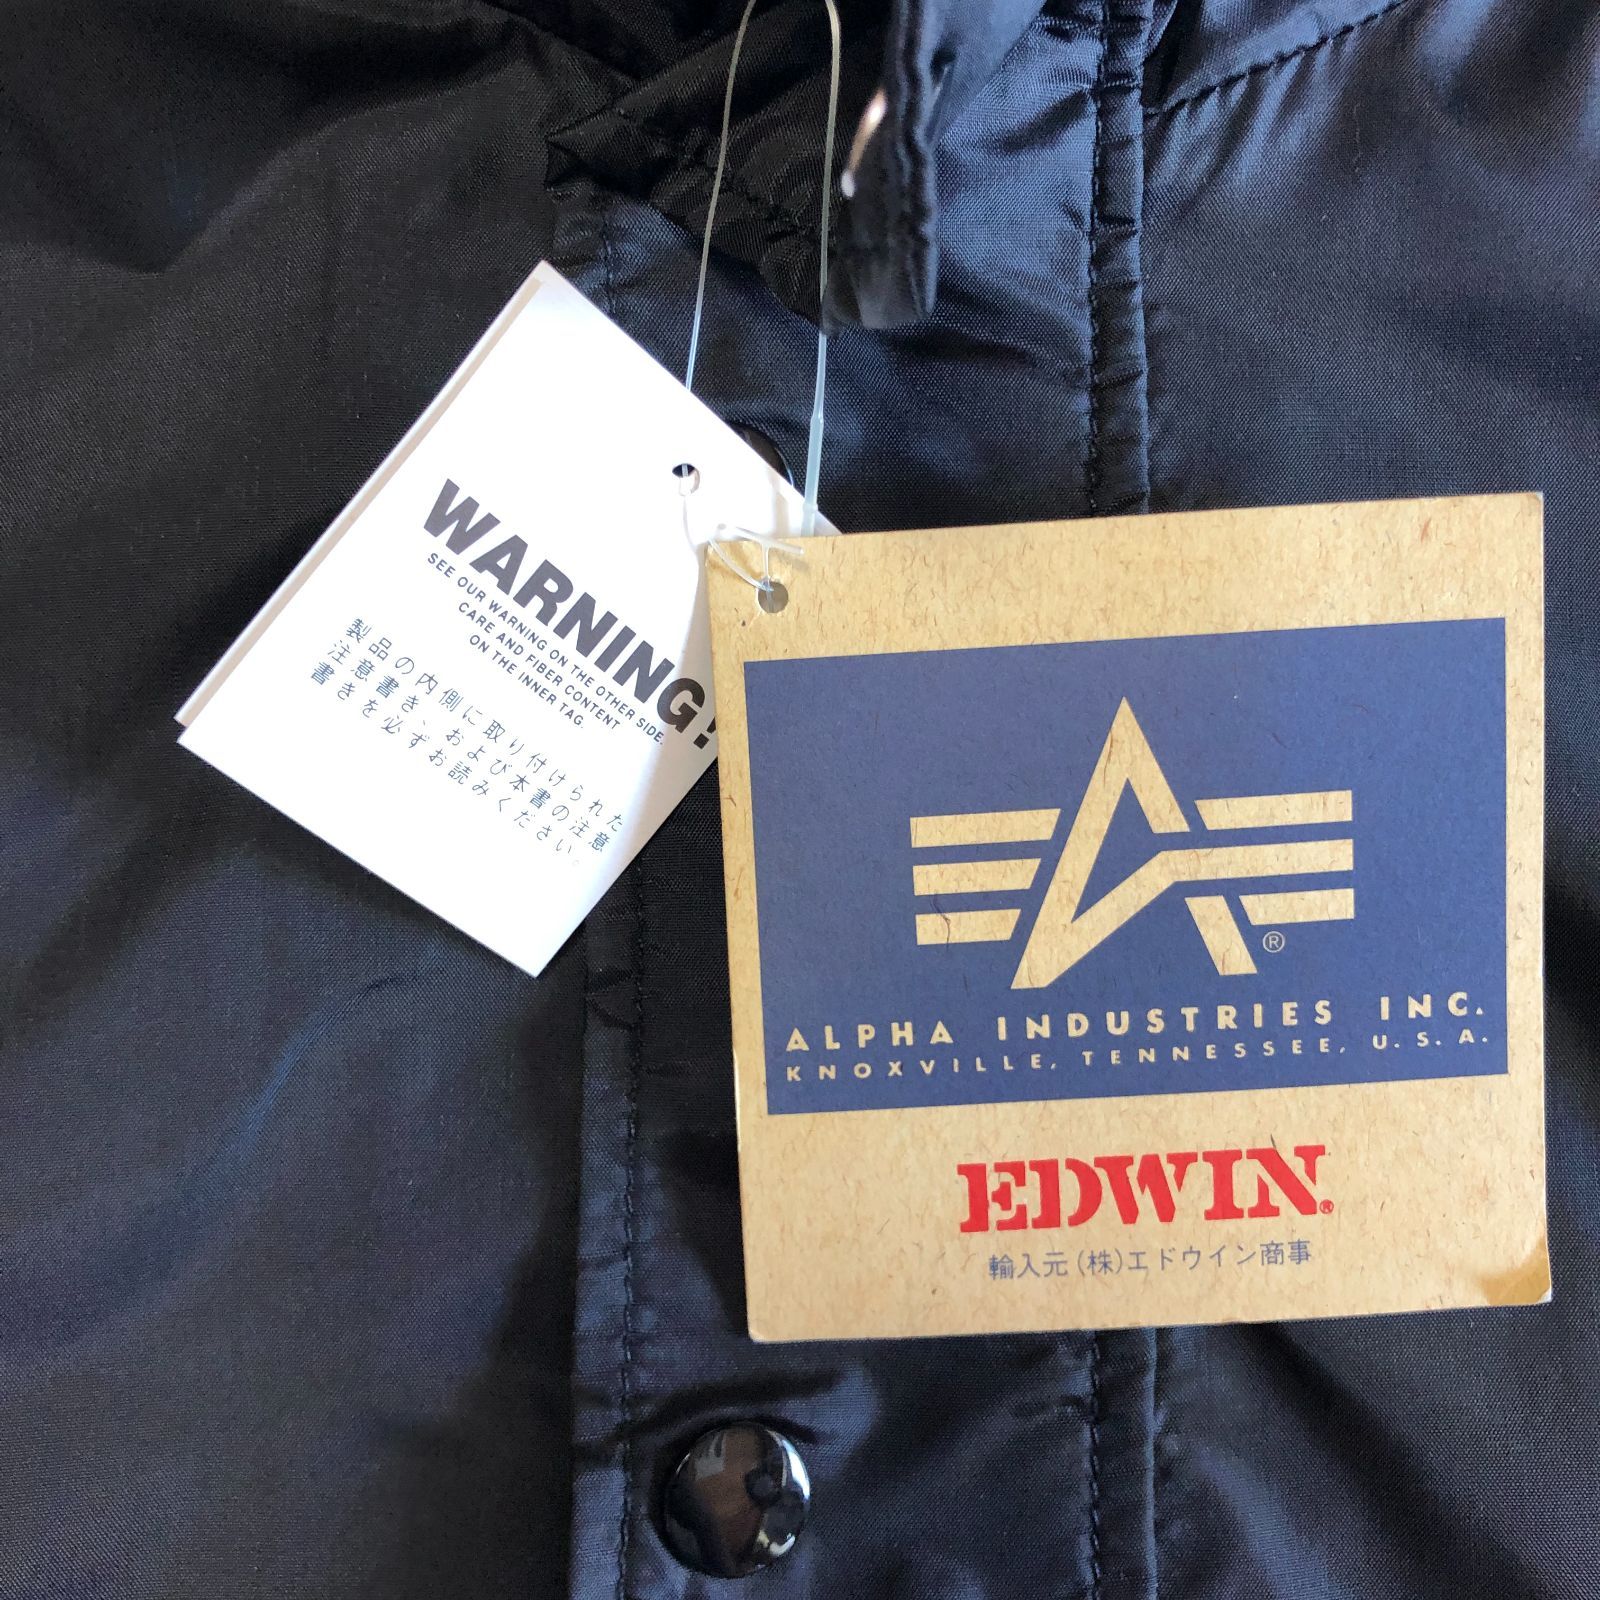 WARNING!
SEE OUR WARNING ON THE OTHER SIDE.
CARE AND FIBER CONTENT
ON THE INNER TAG.
製品の内側に取り付けられた
注意書き、および本書の注意
書きを必ずお読みください。
®
ALPHA INDUSTRIES INC.
KNOXVILLE, TENNESSEE, U.S.A.
EDWIN®
輸入元(株)エドウイン商事